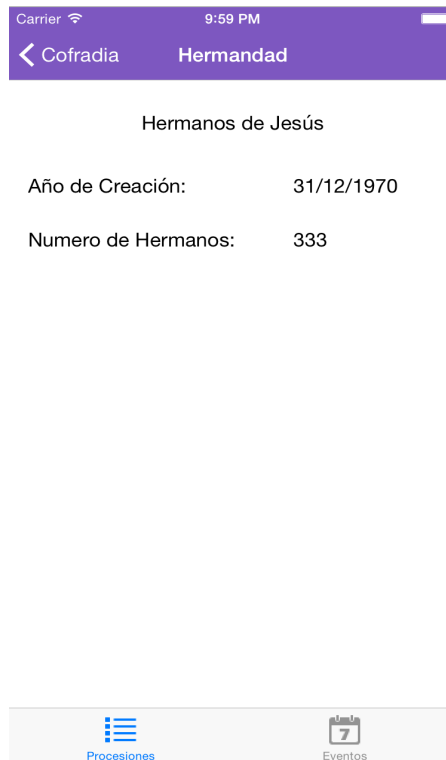 Carrier 9:59 PM
Cofradia Hermandad
Hermanos de Jesús
Año de Creación: 31/12/1970
Numero de Hermanos: 333
7
Procesiones Eventos